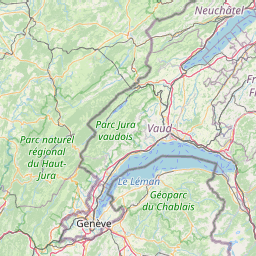 Neuchâtel
Parc Jura
vaudois
Vaud
Parc naturel
régional
du Haut-
Jura
Le Léman
Géoparc
du Chablais
Genève